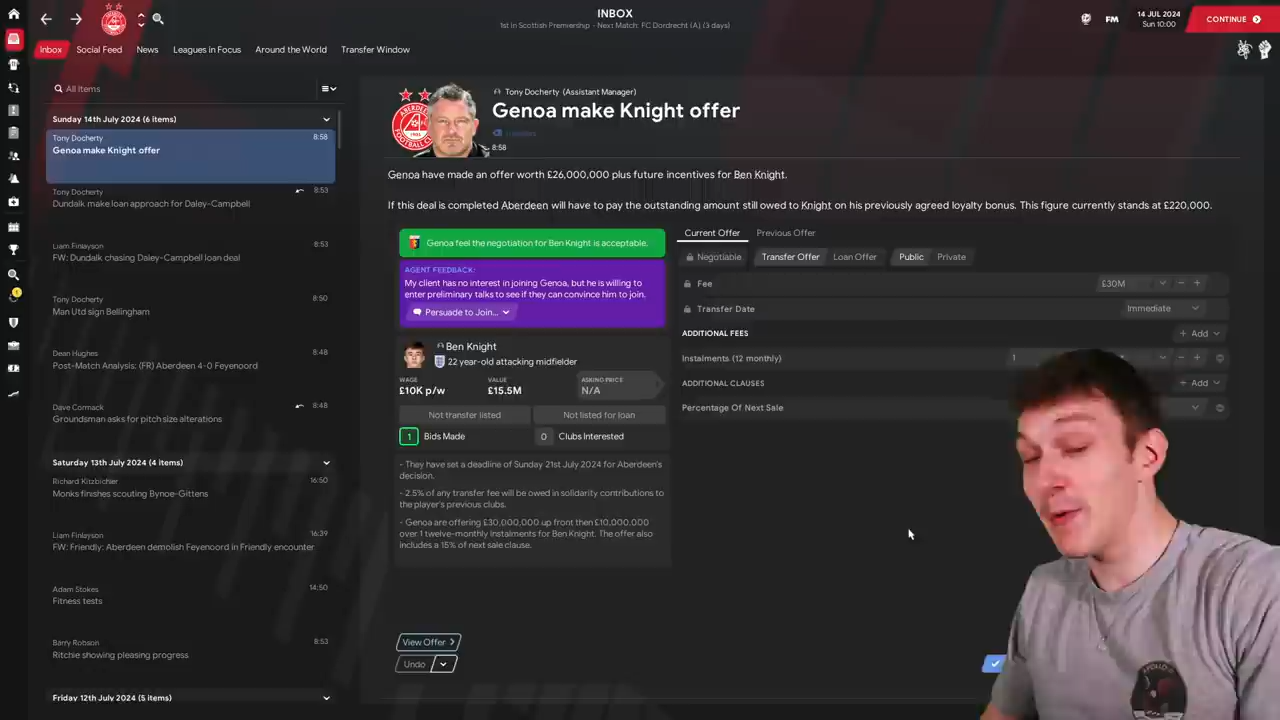 INBOX
1st in Scottish Premiership - Next Match: FC Dordrecht (A) (3 days)
FM
14 JUL 2024
Sun 10:00
CONTINUE
Inbox
Social Feed
News
Leagues in Focus
Around the World
Transfer Window
All Items
Sunday 14th July 2024 (6 items)
Tony Docherty
8:58
Genoa make Knight offer
Tony Docherty
8:53
Dundalk make loan approach for Daley-Campbell
Liam Finlayson
8:53
FW: Dundalk chasing Daley-Campbell loan deal
Tony Docherty
8:50
Man Utd sign Bellingham
Dean Hughes
8:48
Post-Match Analysis: (FR) Aberdeen 4-0 Feyenoord
Dave Cormack
8:48
Groundsman asks for pitch size alterations
Saturday 13th July 2024 (4 items)
Richard Kitzbichler
16:50
Monks finishes scouting Bynoe-Gittens
Liam Finlayson
16:39
FW: Friendly: Aberdeen demolish Feyenoord in Friendly encounter
Adam Stokes
14:50
Fitness tests
Barry Robson
8:53
Ritchie showing pleasing progress
Friday 12th July 2024 (5 items)
Tony Docherty (Assistant Manager)
Genoa make Knight offer
Transfers
8:58
Genoa have made an offer worth £26,000,000 plus future incentives for Ben Knight.
If this deal is completed Aberdeen will have to pay the outstanding amount still owed to Knight on his previously agreed loyalty bonus. This figure currently stands at £220,000.
Genoa feel the negotiation for Ben Knight is acceptable.
AGENT FEEDBACK:
My client has no interest in joining Genoa, but he is willing to
enter preliminary talks to see if they can convince him to join.
Persuade to Join...
Ben Knight
22 year-old attacking midfielder
WAGE
£10K p/w
VALUE
£15.5M
ASKING PRICE
N/A
Not transfer listed
Not listed for loan
1
Bids Made
0
Clubs Interested
- They have set a deadline of Sunday 21st July 2024 for Aberdeen's
decision.
- 2.5% of any transfer fee will be owed in solidarity contributions to
the player's previous clubs.
- Genoa are offering £30,000,000 up front then £10,000,000
over 1 twelve-monthly instalments for Ben Knight. The offer also
includes a 15% of next sale clause.
View Offer
Undo
Current Offer
Previous Offer
Negotiable
Transfer Offer
Loan Offer
Public
Private
Fee
£30M
Transfer Date
Immediate
ADDITIONAL FEES
Add
Instalments (12 monthly)
1
ADDITIONAL CLAUSES
Add
Percentage Of Next Sale